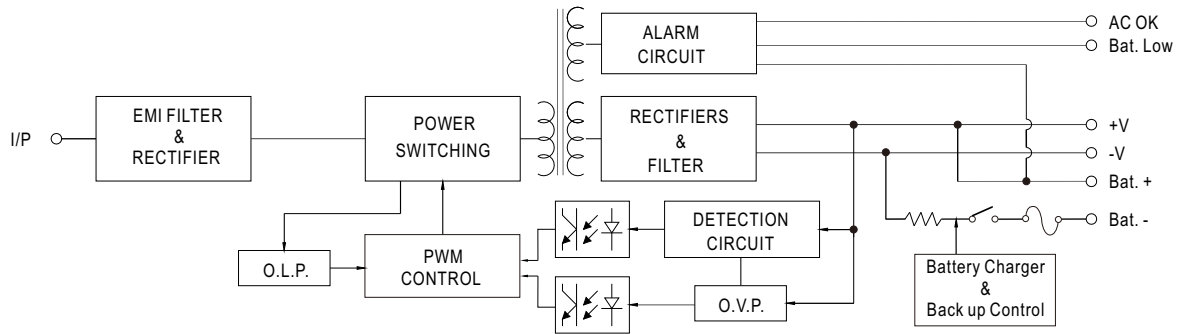 ALARM
CIRCUIT
AC OK
Bat. Low
I/P
EMI FILTER
&
RECTIFIER
POWER
SWITCHING
RECTIFIERS
&
FILTER
+V
-V
Bat. +
Bat. -
O.L.P.
PWM
CONTROL
DETECTION
CIRCUIT
O.V.P.
Battery Charger
&
Back up Control